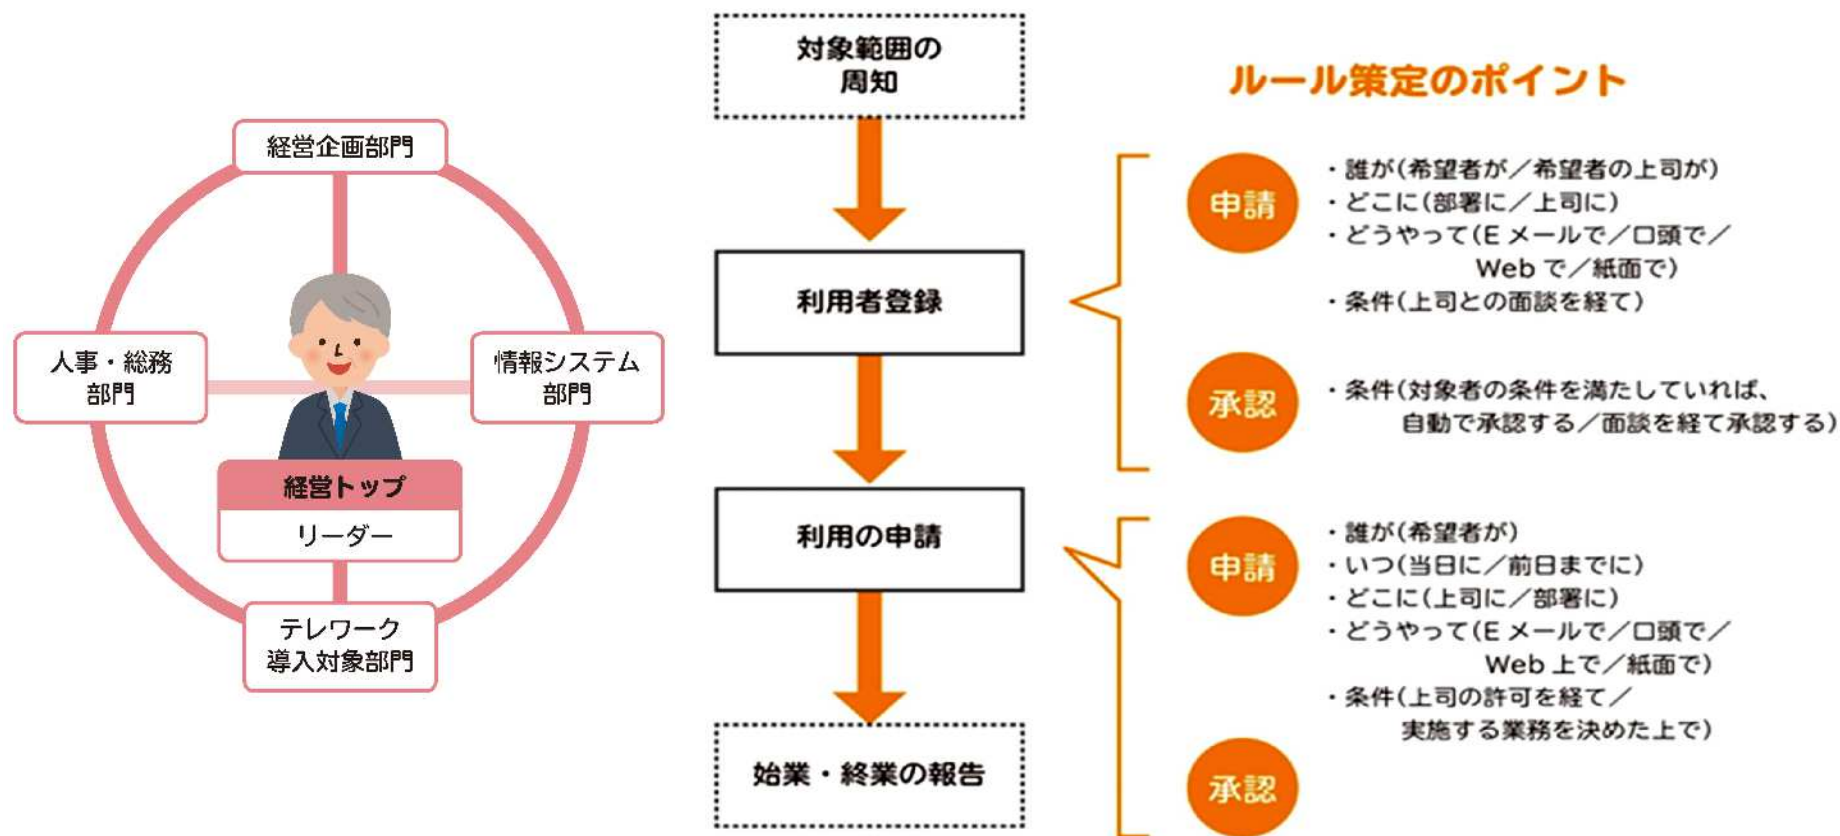 経営企画部門
人事・総務
部門
情報システム
部門
経営トップ
リーダー
テレワーク
導入対象部門
対象範囲の
周知
利用者登録
利用の申請
始業・終業の報告
ルール策定のポイント
申請
・誰が(希望者が/希望者の上司が)
・どこに(部署に/上司に)
・どうやって(E メールで/口頭で/
Web で/紙面で)
・条件(上司との面談を経て)
承認
・条件(対象者の条件を満たしていれば、
自動で承認する/面談を経て承認する)
申請
・誰が(希望者が)
・いつ(当日に/前日までに)
・どこに(上司に/部署に)
・どうやって(E メールで/口頭で/
Web 上で/紙面で)
・条件(上司の許可を経て/
実施する業務を決めた上で)
承認